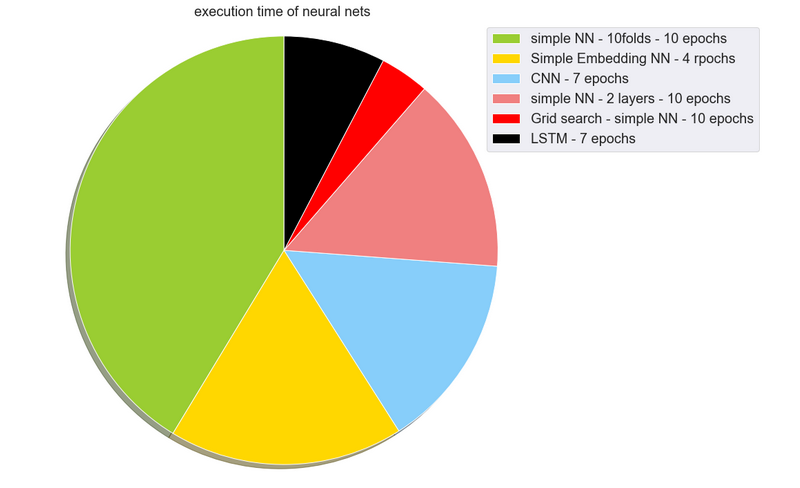 execution time of neural nets
simple NN - 10folds - 10 epochs
Simple Embedding NN - 4 rpochs
CNN - 7 epochs
simple NN - 2 layers - 10 epochs
Grid search - simple NN - 10 epochs
LSTM - 7 epochs